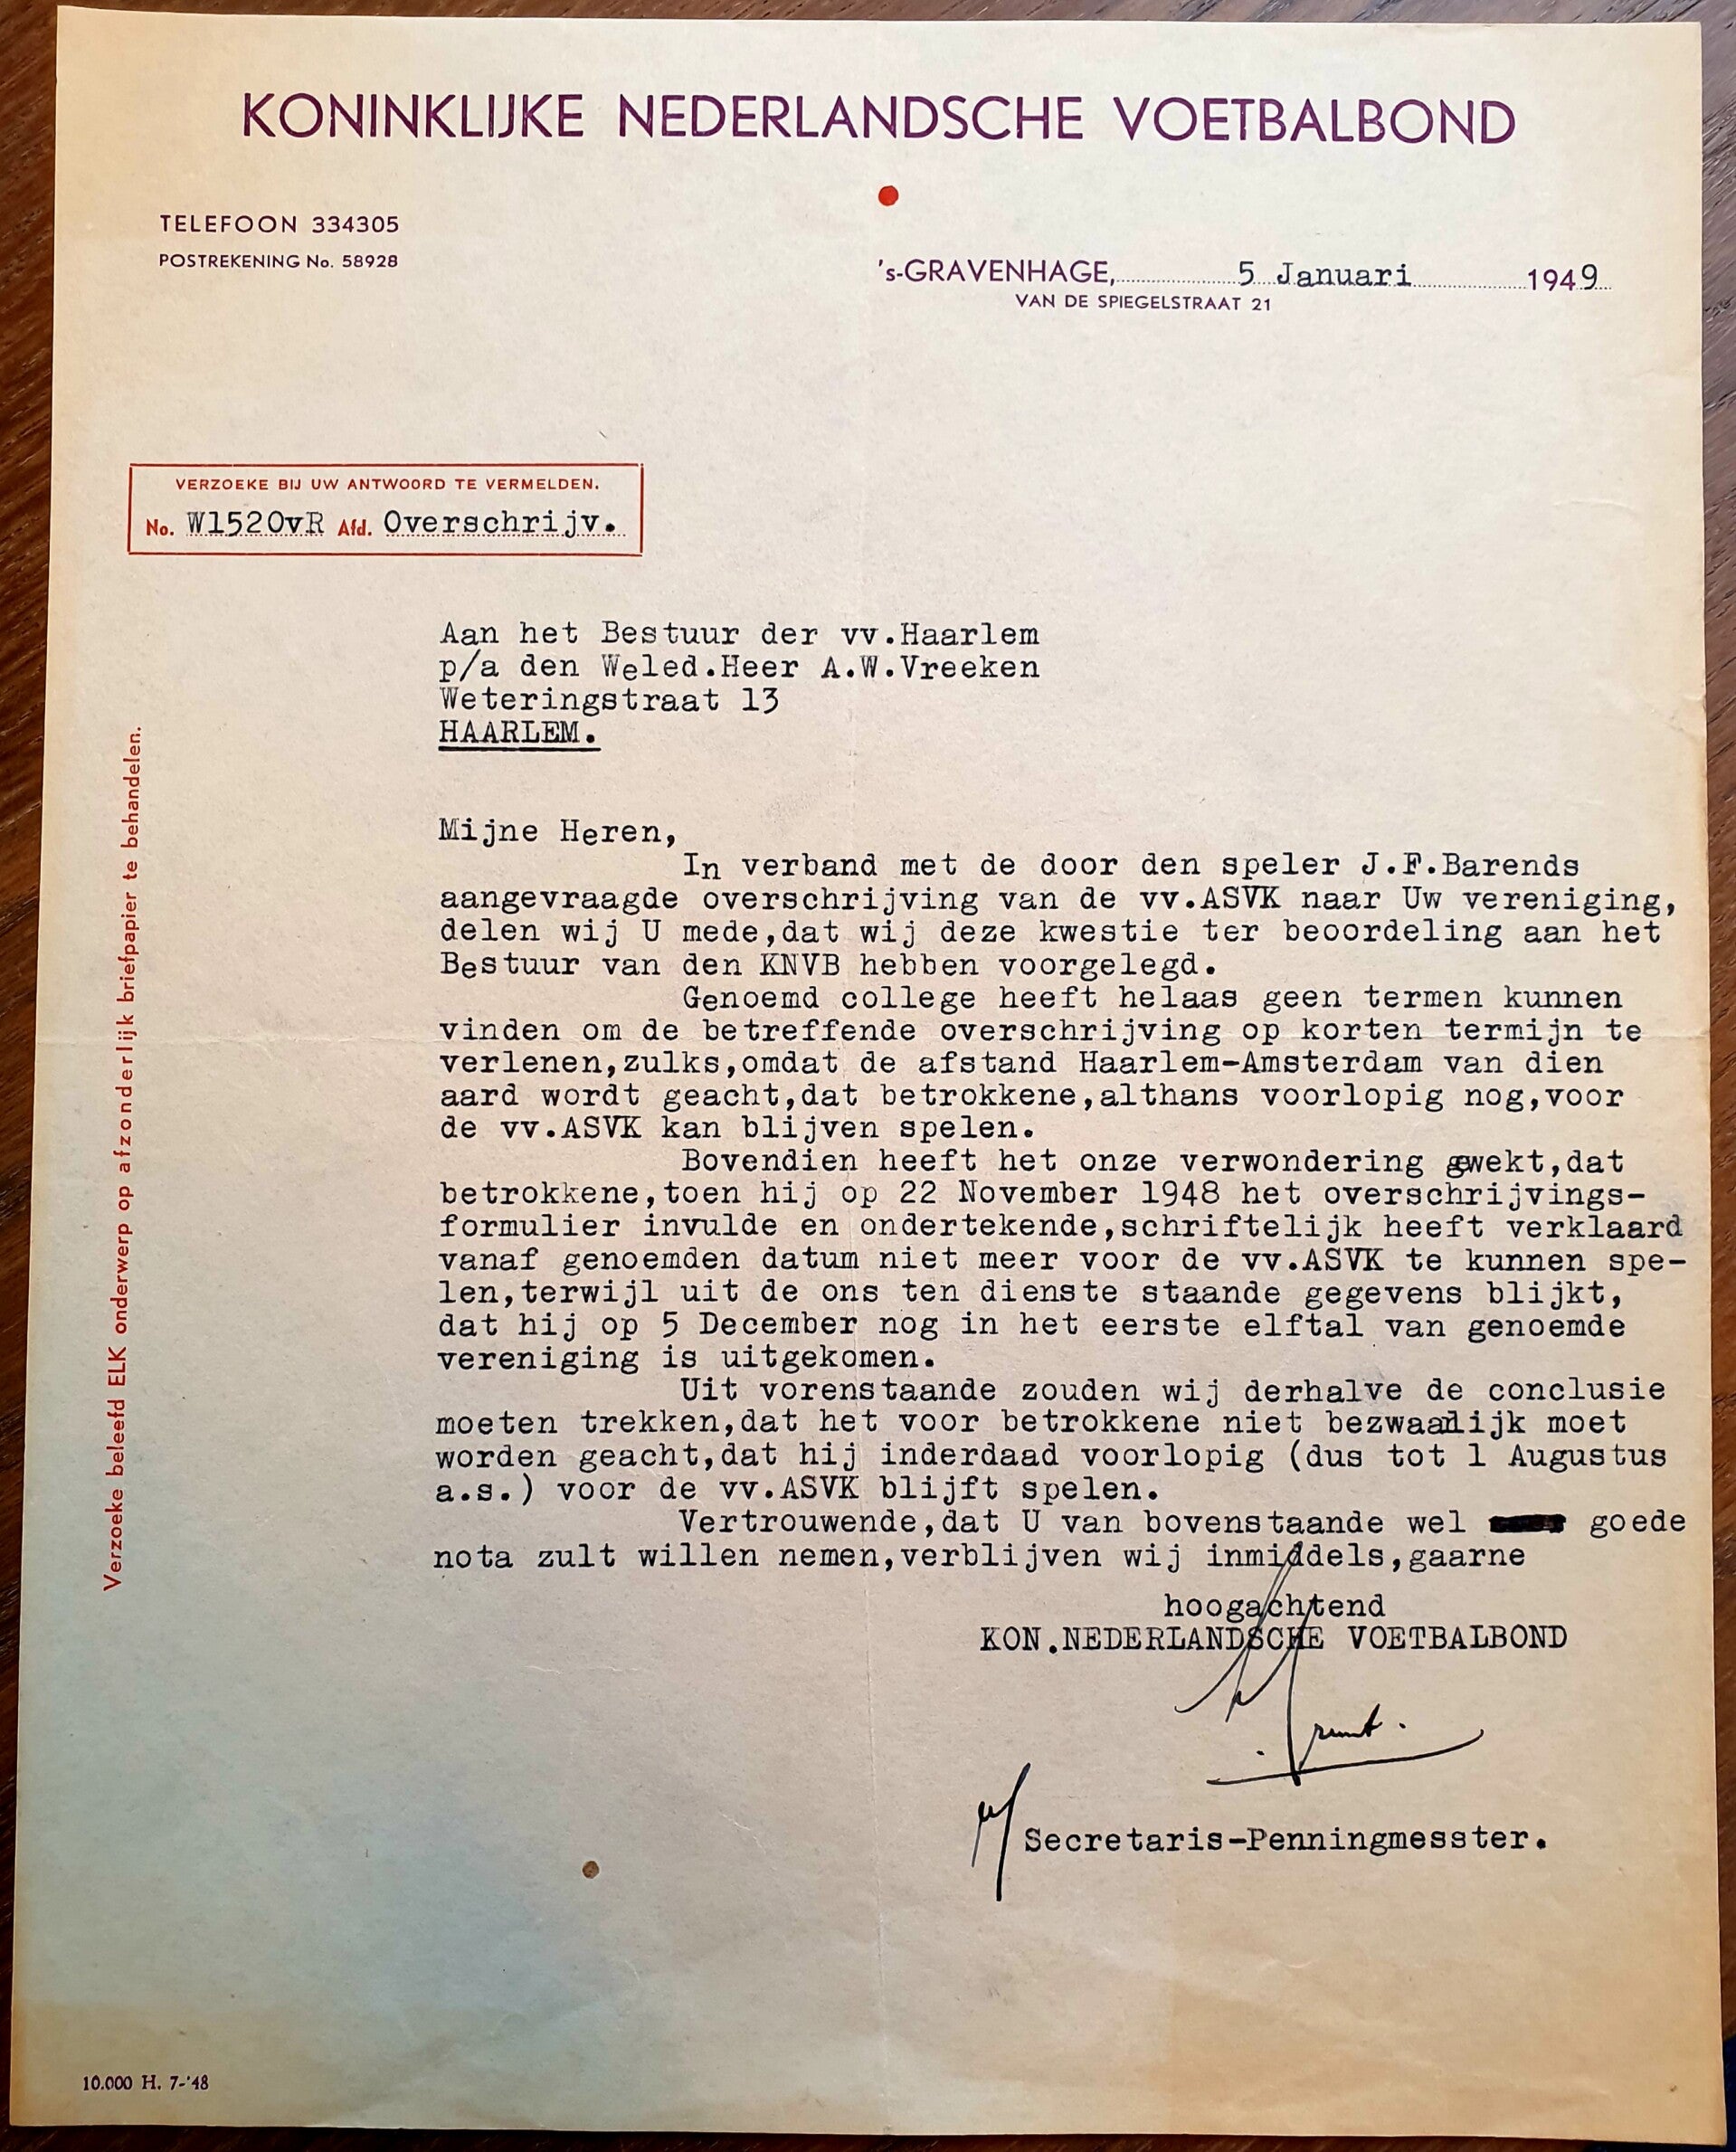 KONINKLIJKE NEDERLANDSCHE VOETBALBOND
TELEFOON 334305
POSTREKENING No. 58928
's-GRAVENHAGE, 5 Januari 1949
VAN DE SPIEGELSTRAAT 21
VERZOEKE BIJ UW ANTWOORD TE VERMELDEN.
No. W1520vR Afd. Overschrijv.
Aan het Bestuur der vv.Haarlem
p/a den Weled.Heer A.W.Vreeken
Weteringstraat 13
HAARLEM.
Verzoeke beleefd ELK onderwerp op afzonderlijk briefpapier te behandelen.
Mijne Heren,
In verband met de door den speler J.F.Barends
aangevraagde overschrijving van de vv.ASVK naar Uw vereniging,
delen wij U mede,dat wij deze kwestie ter beoordeling aan het
Bestuur van den KNVB hebben voorgelegd.
Genoemd college heeft helaas geen termen kunnen
vinden om de betreffende overschrijving op korten termijn te
verlenen,zulks,omdat de afstand Haarlem-Amsterdam van dien
aard wordt geacht,dat betrokkene,althans voorlopig nog,voor
de vv.ASVK kan blijven spelen.
Bovendien heeft het onze verwondering gewekt,dat
betrokkene,toen hij op 22 November 1948 het overschrijvings-
formulier invulde en ondertekende,schriftelijk heeft verklaard
vanaf genoemden datum niet meer voor de vv.ASVK te kunnen spe-
len,terwijl uit de ons ten dienste staande gegevens blijkt,
dat hij op 5 December nog in het eerste elftal van genoemde
vereniging is uitgekomen.
Uit vorenstaande zouden wij derhalve de conclusie
moeten trekken,dat het voor betrokkene niet bezwaarlijk moet
worden geacht,dat hij inderdaad voorlopig (dus tot 1 Augustus
a.s.) voor de vv.ASVK blijft spelen.
Vertrouwende,dat U van bovenstaande wel goede
nota zult willen nemen,verblijven wij inmiddels,gaarne
hoogachtend
KON.NEDERLANDSCHE VOETBALBOND
Secretaris-Penningmesster.
10.000 H. 7-'48